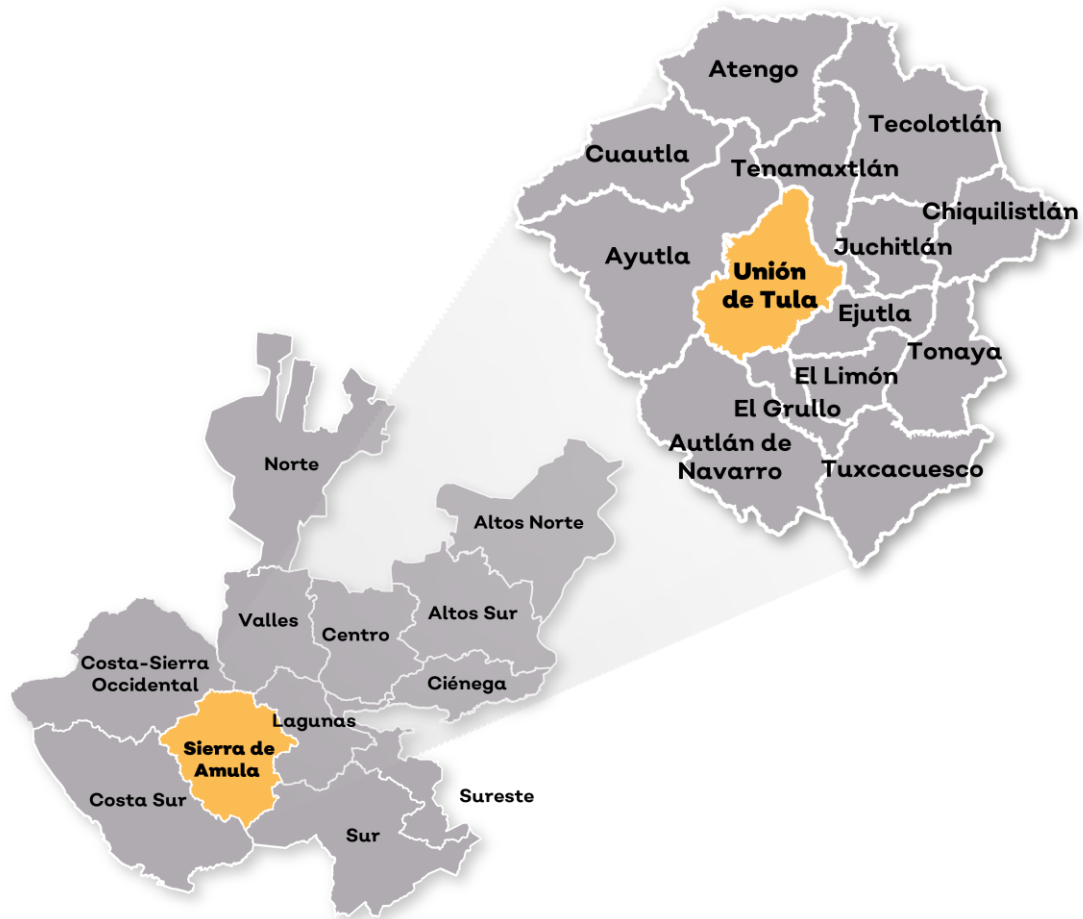 Atengo
Tecolotlán
Cuautla
Tenamaxtlán
Chiquilistlán
Juchitlán
Ayutla
Unión
de Tula
Ejutla
Tonaya
El Limón
El Grullo
Autlán de
Navarro
Tuxcacuesco
Norte
Altos Norte
Valles
Centro
Altos Sur
Costa-Sierra
Occidental
Ciénega
Lagunas
Sierra de
Amula
Costa Sur
Sureste
Sur